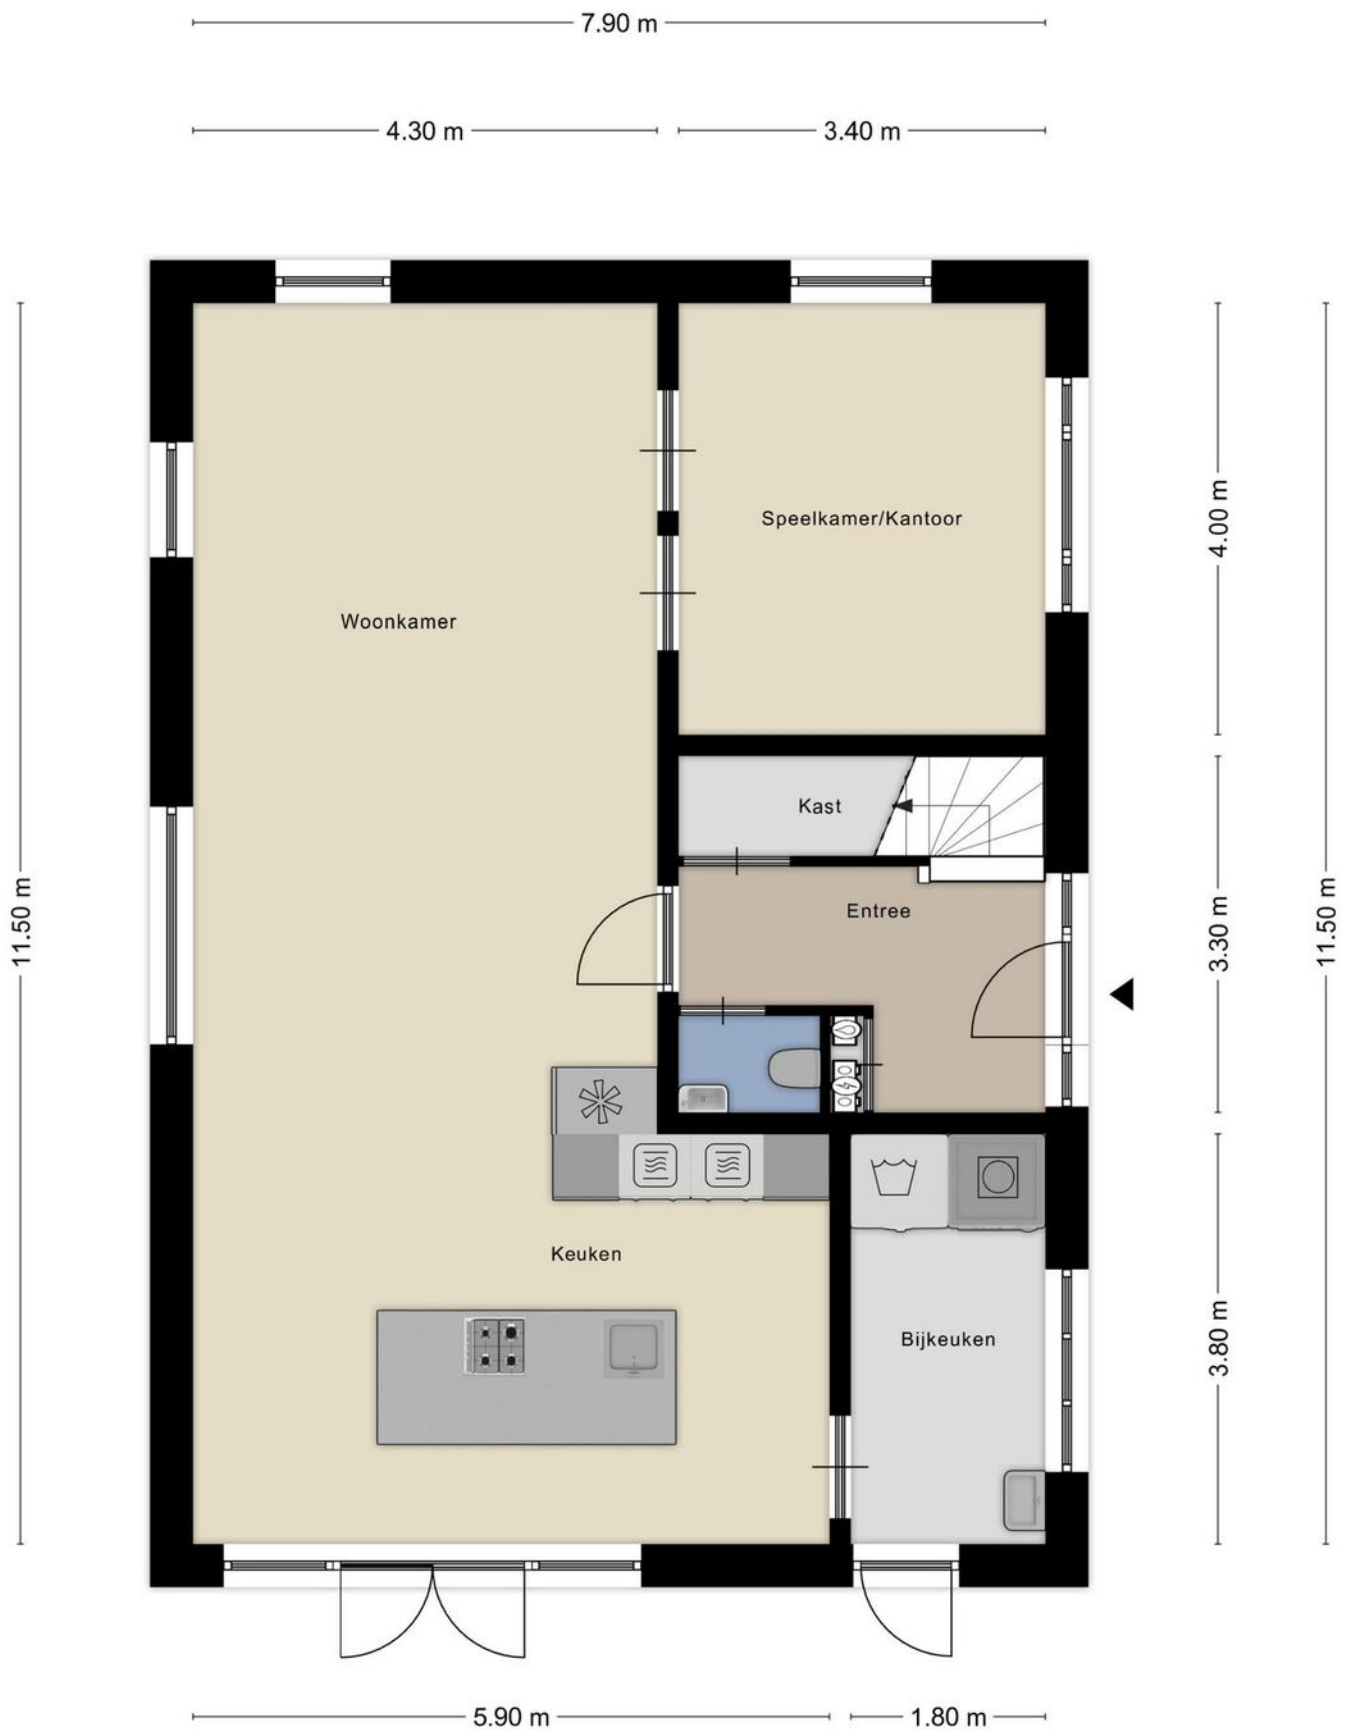 7.90 m
4.30 m
3.40 m
Speelkamer/Kantoor
4.00 m
Woonkamer
Kast
Entree
11.50 m
3.30 m
11.50 m
Keuken
Bijkeuken
3.80 m
5.90 m
1.80 m